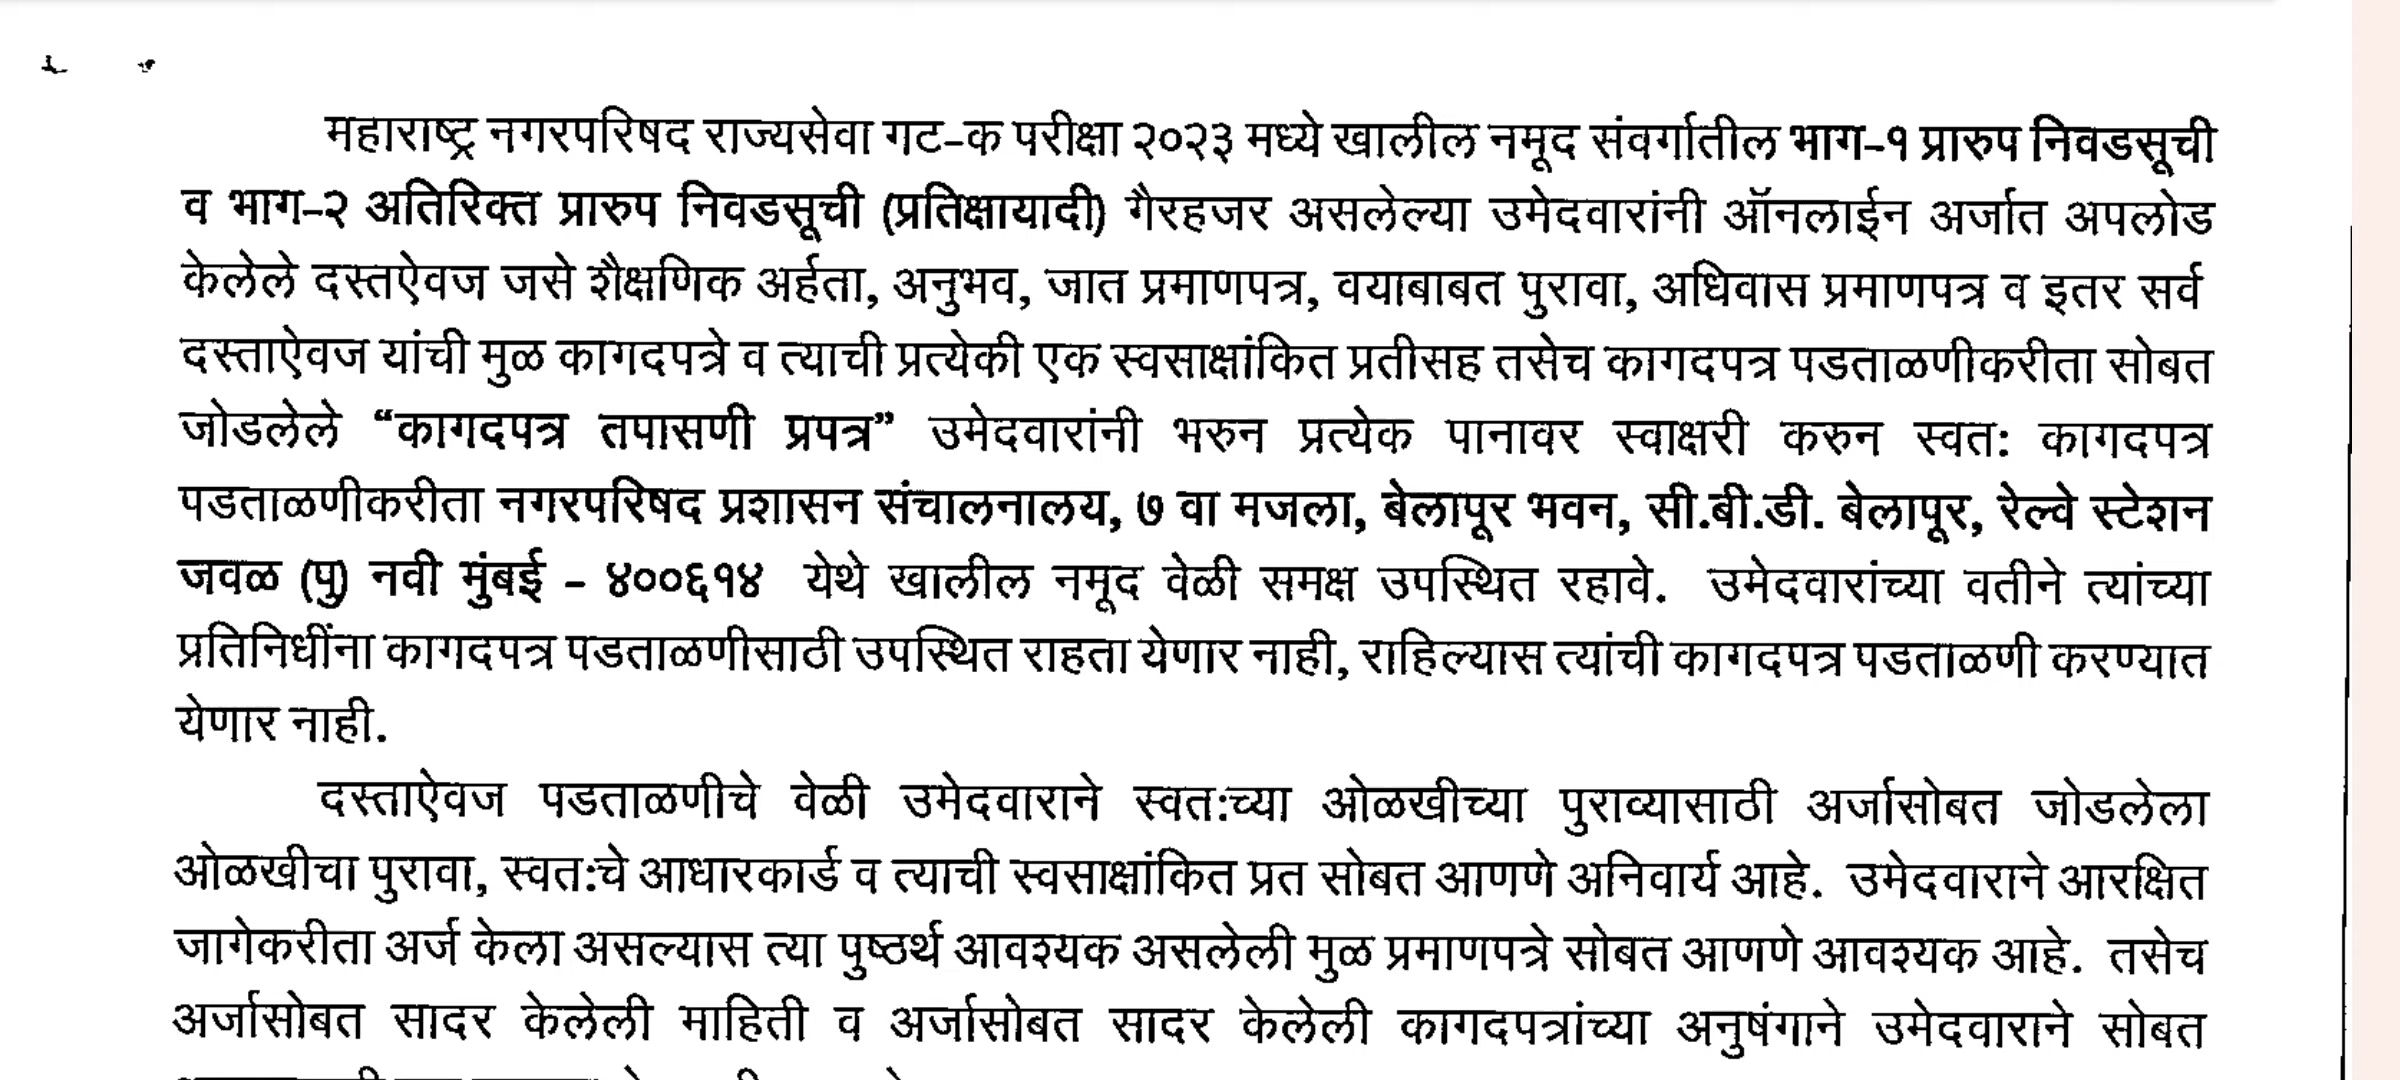 महाराष्ट्र नगरपरिषद राज्यसेवा गट-क परीक्षा २०२३ मध्ये खालील नमूद संवर्गातील भाग-१ प्रारुप निवडसूची
व भाग-२ अतिरिक्त प्रारुप निवडसूची (प्रतिक्षायादी) गैरहजर असलेल्या उमेदवारांनी ऑनलाईन अर्जात अपलोड
केलेले दस्तऐवज जसे शैक्षणिक अर्हता, अनुभव, जात प्रमाणपत्र, वयाबाबत पुरावा, अधिवास प्रमाणपत्र व इतर सर्व
दस्ताऐवज यांची मुळ कागदपत्रे व त्याची प्रत्येकी एक स्वसाक्षांकित प्रतीसह तसेच कागदपत्र पडताळणीकरीता सोबत
जोडलेले “कागदपत्र तपासणी प्रपत्र” उमेदवारांनी भरुन प्रत्येक पानावर स्वाक्षरी करुन स्वत: कागदपत्र
पडताळणीकरीता नगरपरिषद प्रशासन संचालनालय, ७ वा मजला, बेलापूर भवन, सी.बी.डी. बेलापूर, रेल्वे स्टेशन
जवळ (पु) नवी मुंबई - ४००६१४ येथे खालील नमूद वेळी समक्ष उपस्थित रहावे. उमेदवारांच्या वतीने त्यांच्या
प्रतिनिधींना कागदपत्र पडताळणीसाठी उपस्थित राहता येणार नाही, राहिल्यास त्यांची कागदपत्र पडताळणी करण्यात
येणार नाही.
दस्ताऐवज पडताळणीचे वेळी उमेदवाराने स्वत:च्या ओळखीच्या पुराव्यासाठी अर्जासोबत जोडलेला
ओळखीचा पुरावा, स्वत:चे आधारकार्ड व त्याची स्वसाक्षांकित प्रत सोबत आणणे अनिवार्य आहे. उमेदवाराने आरक्षित
जागेकरीता अर्ज केला असल्यास त्या पुष्ठर्थ आवश्यक असलेली मुळ प्रमाणपत्रे सोबत आणणे आवश्यक आहे. तसेच
अर्जासोबत सादर केलेली माहिती व अर्जासोबत सादर केलेली कागदपत्रांच्या अनुषंगाने उमेदवाराने सोबत